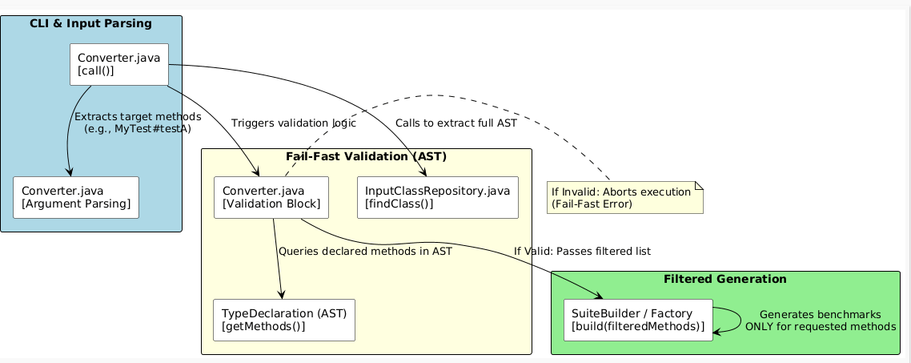 CLI & Input Parsing
Converter.java
[call()]
Extracts target methods
(e.g., MyTest#testA)
Triggers validation logic
Calls to extract full AST
Converter.java
[Argument Parsing]
Fail-Fast Validation (AST)
Converter.java
[Validation Block]
InputClassRepository.java
[findClass()]
If Invalid: Aborts execution
(Fail-Fast Error)
Queries declared methods in AST
If Valid: Passes filtered list
TypeDeclaration (AST)
[getMethods()]
Filtered Generation
SuiteBuilder / Factory
[build(filteredMethods)]
Generates benchmarks
ONLY for requested methods